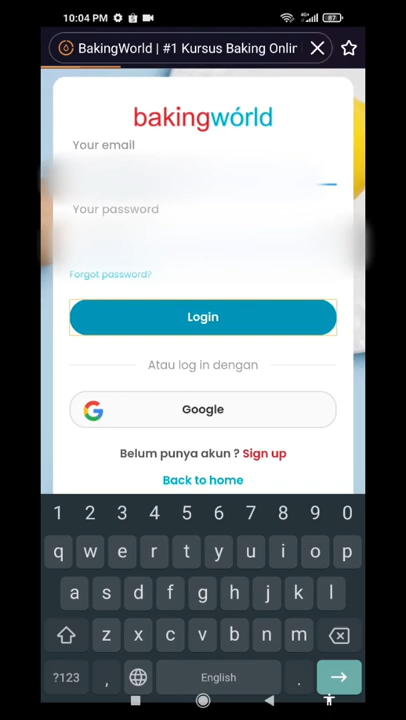 10:04 PM
87
BakingWorld | #1 Kursus Baking Onlin
bakingwórld
Your email
Your password
Forgot password?
Login
Atau log in dengan
Google
Belum punya akun ? Sign up
Back to home
1 2 3 4 5 6 7 8 9 0
q w e r t y u i o p
a s d f g h j k l
z x c v b n m
?123 , English .